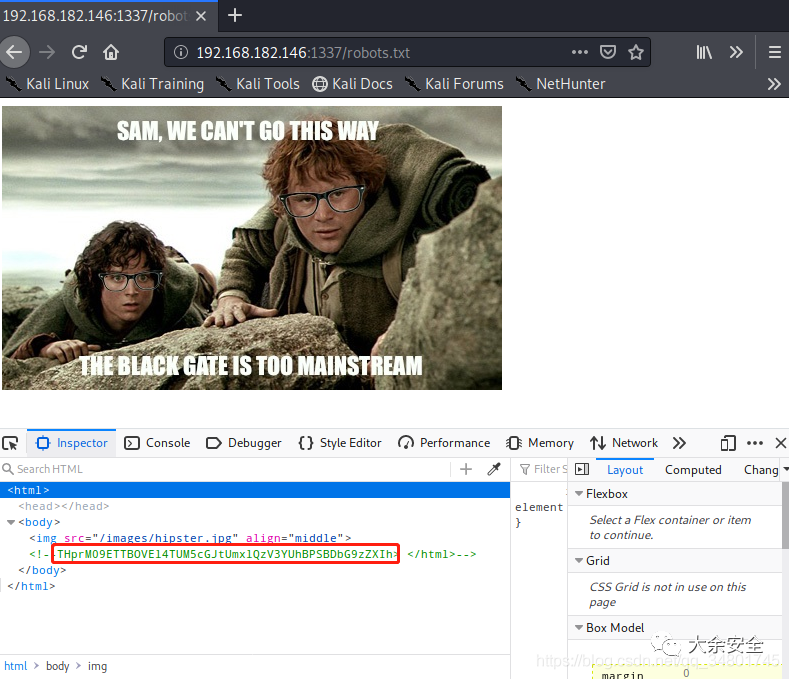 192.168.182.146:1337/robot
192.168.182.146:1337/robots.txt
Kali Linux Kali Training Kali Tools Kali Docs Kali Forums NetHunter
SAM, WE CAN'T GO THIS WAY
THE BLACK GATE IS TOO MAINSTREAM
Inspector Console Debugger Style Editor Performance Memory Network
Search HTML Filter S Layout Computed Chang
<html>
<head></head>
<body>
<img src="/images/hipster.jpg" align="middle">
<!--THprM09ETTBOVEl4TUM5cGJtUmxlQzV3YUhBPSBDbG9zZXIh> </html>-->
</body>
</html>
element
}
Flexbox
Select a Flex container or item
to continue.
Grid
CSS Grid is not in use on this
page
Box Model
margin 0
大余安全
html > body > img